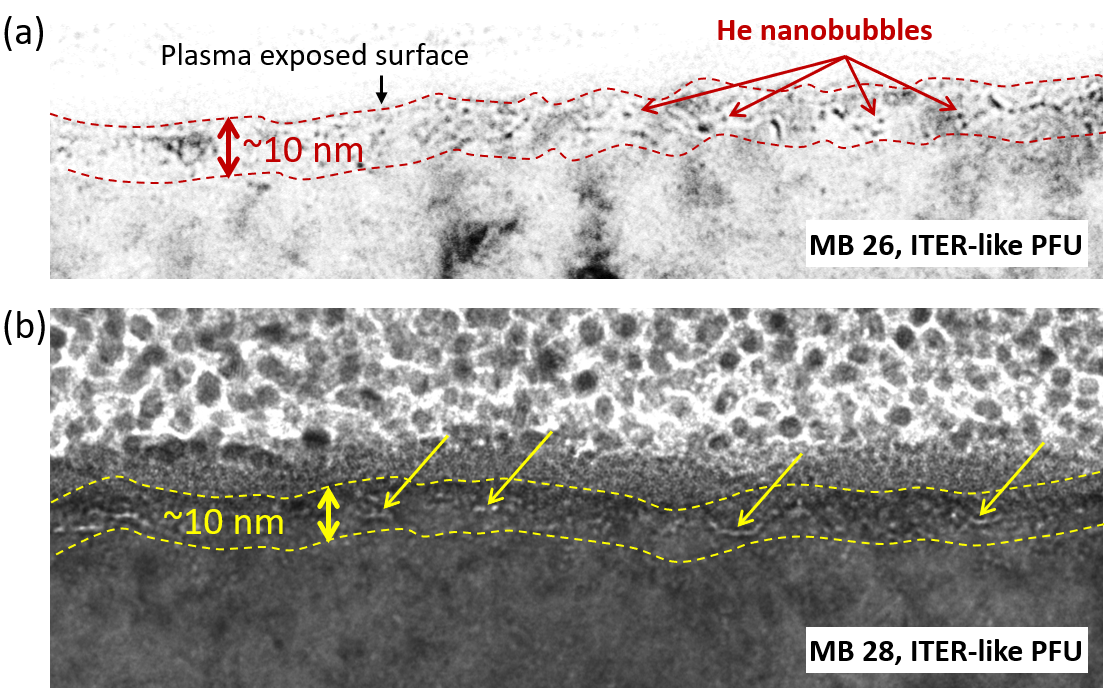 (a)
Plasma exposed surface
He nanobubbles
~10 nm
MB 26, ITER-like PFU
(b)
~10 nm
MB 28, ITER-like PFU